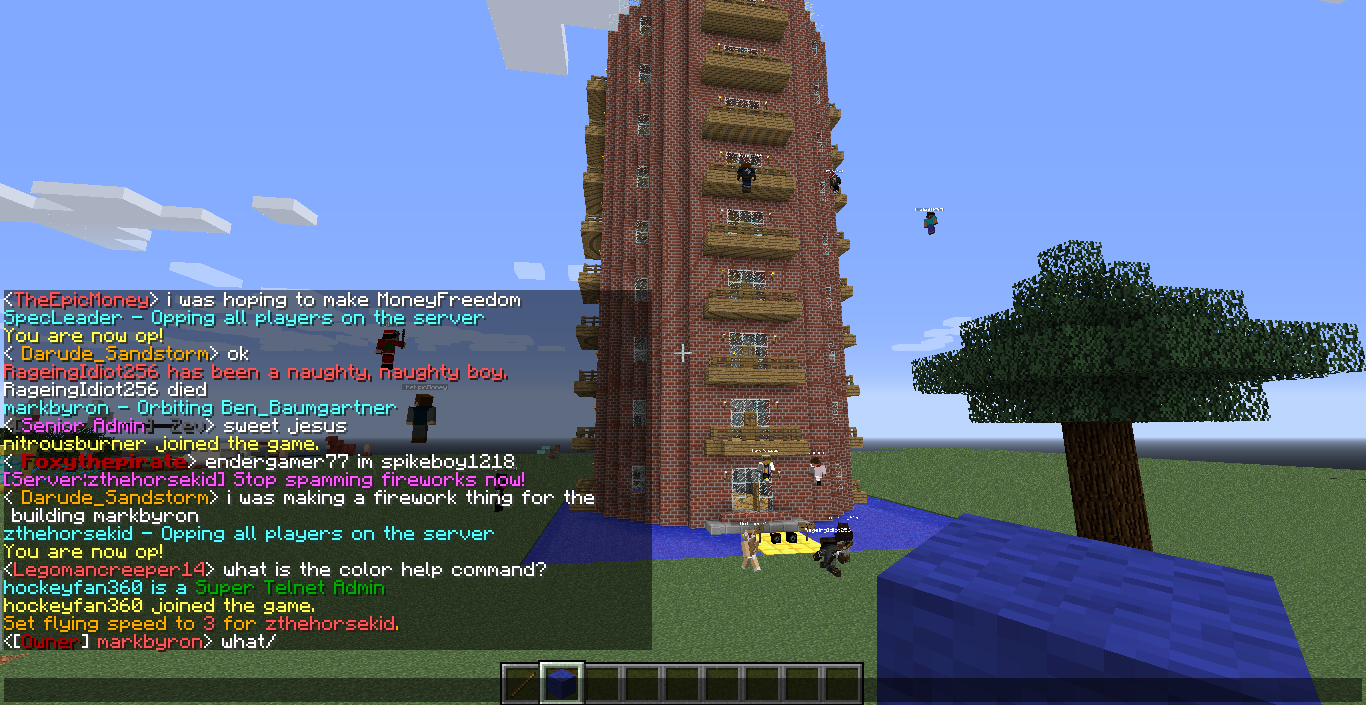 <TheEpicMoney> i was hoping to make MoneyFreedom
SpecLeader - Opping all players on the server
You are now op!
< Darude_Sandstorm> ok
RageingIdiot256 has been a naughty, naughty boy.
RageingIdiot256 died
markbyron - Orbiting Ben_Baumgartner
TheEpicMoney
< Senior Admin > sweet jesus
nitrousburner joined the game.
< Foxythepirate> endergamer77 im spikeboy1218
[Server:zthehorsekid] Stop spamming fireworks now!
< Darude_Sandstorm> i was making a firework thing for the
building markbyron
RageingIdiot256
zthehorsekid - Opping all players on the server
You are now op!
<Legomancreeper14> what is the color help command?
hockeyfan360 is a Super Telnet Admin
hockeyfan360 joined the game.
Set flying speed to 3 for zthehorsekid.
<[Owner] markbyron> what/